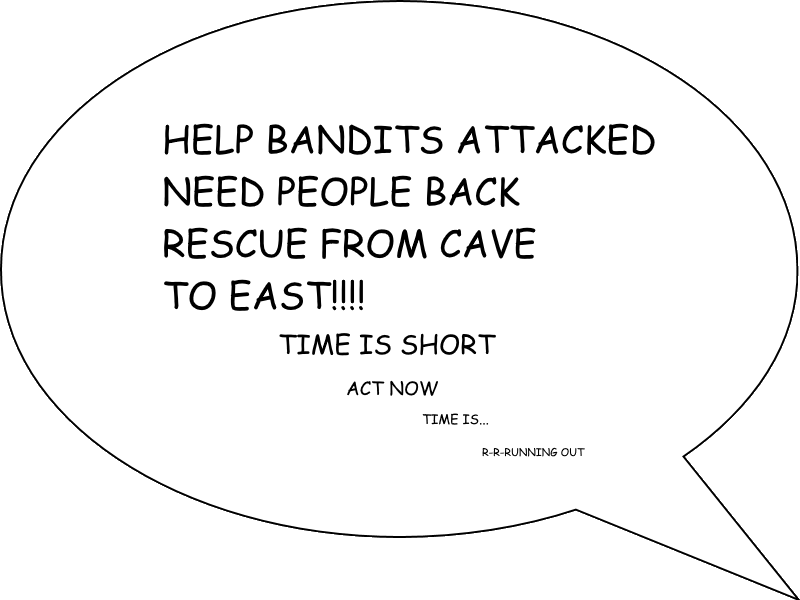 HELP BANDITS ATTACKED
NEED PEOPLE BACK
RESCUE FROM CAVE
TO EAST!!!!
TIME IS SHORT
ACT NOW
TIME IS...
R-R-RUNNING OUT